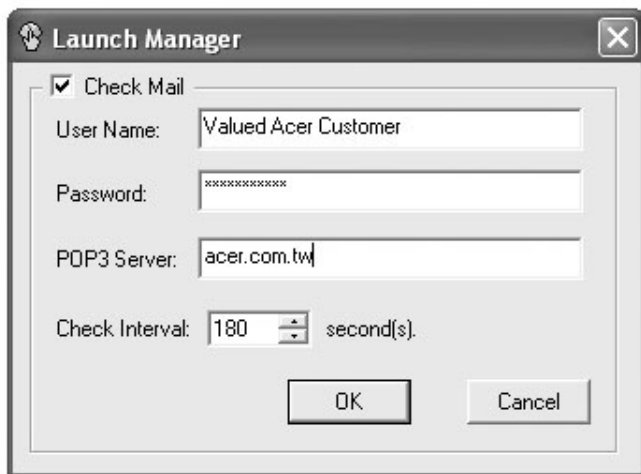 Launch Manager
Check Mail
User Name: Valued Acer Customer
Password: ***********
POP3 Server: acer.com.tw
Check Interval: 180 second(s).
OK Cancel